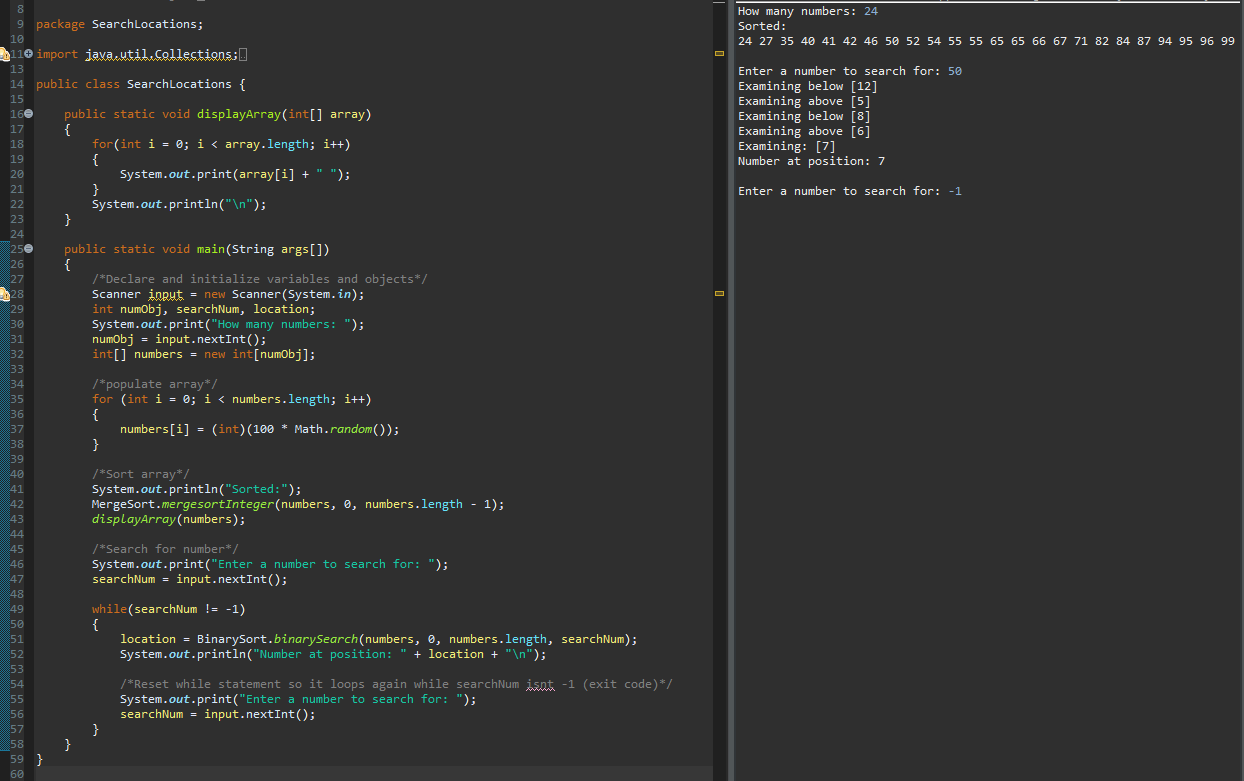 8
9 package SearchLocations;
10
11 import java.util.Collections;
13
14 public class SearchLocations {
15
16 public static void displayArray(int[] array)
17 {
18 for(int i = 0; i < array.length; i++)
19 {
20 System.out.print(array[i] + " ");
21 }
22 System.out.println("\n");
23 }
24
25 public static void main(String args[])
26 {
27 /*Declare and initialize variables and objects*/
28 Scanner input = new Scanner(System.in);
29 int numObj, searchNum, location;
30 System.out.print("How many numbers: ");
31 numObj = input.nextInt();
32 int[] numbers = new int[numObj];
33
34 /*populate array*/
35 for (int i = 0; i < numbers.length; i++)
36 {
37 numbers[i] = (int)(100 * Math.random());
38 }
39
40 /*Sort array*/
41 System.out.println("Sorted:");
42 MergeSort.mergesortInteger(numbers, 0, numbers.length - 1);
43 displayArray(numbers);
44
45 /*Search for number*/
46 System.out.print("Enter a number to search for: ");
47 searchNum = input.nextInt();
48
49 while(searchNum != -1)
50 {
51 location = BinarySort.binarySearch(numbers, 0, numbers.length, searchNum);
52 System.out.println("Number at position: " + location + "\n");
53
54 /*Reset while statement so it loops again while searchNum isnt -1 (exit code)*/
55 System.out.print("Enter a number to search for: ");
56 searchNum = input.nextInt();
57 }
58 }
59 }
60
How many numbers: 24
Sorted:
24 27 35 40 41 42 46 50 52 54 55 55 65 65 66 67 71 82 84 87 94 95 96 99
Enter a number to search for: 50
Examining below [12]
Examining above [5]
Examining below [8]
Examining above [6]
Examining: [7]
Number at position: 7
Enter a number to search for: -1